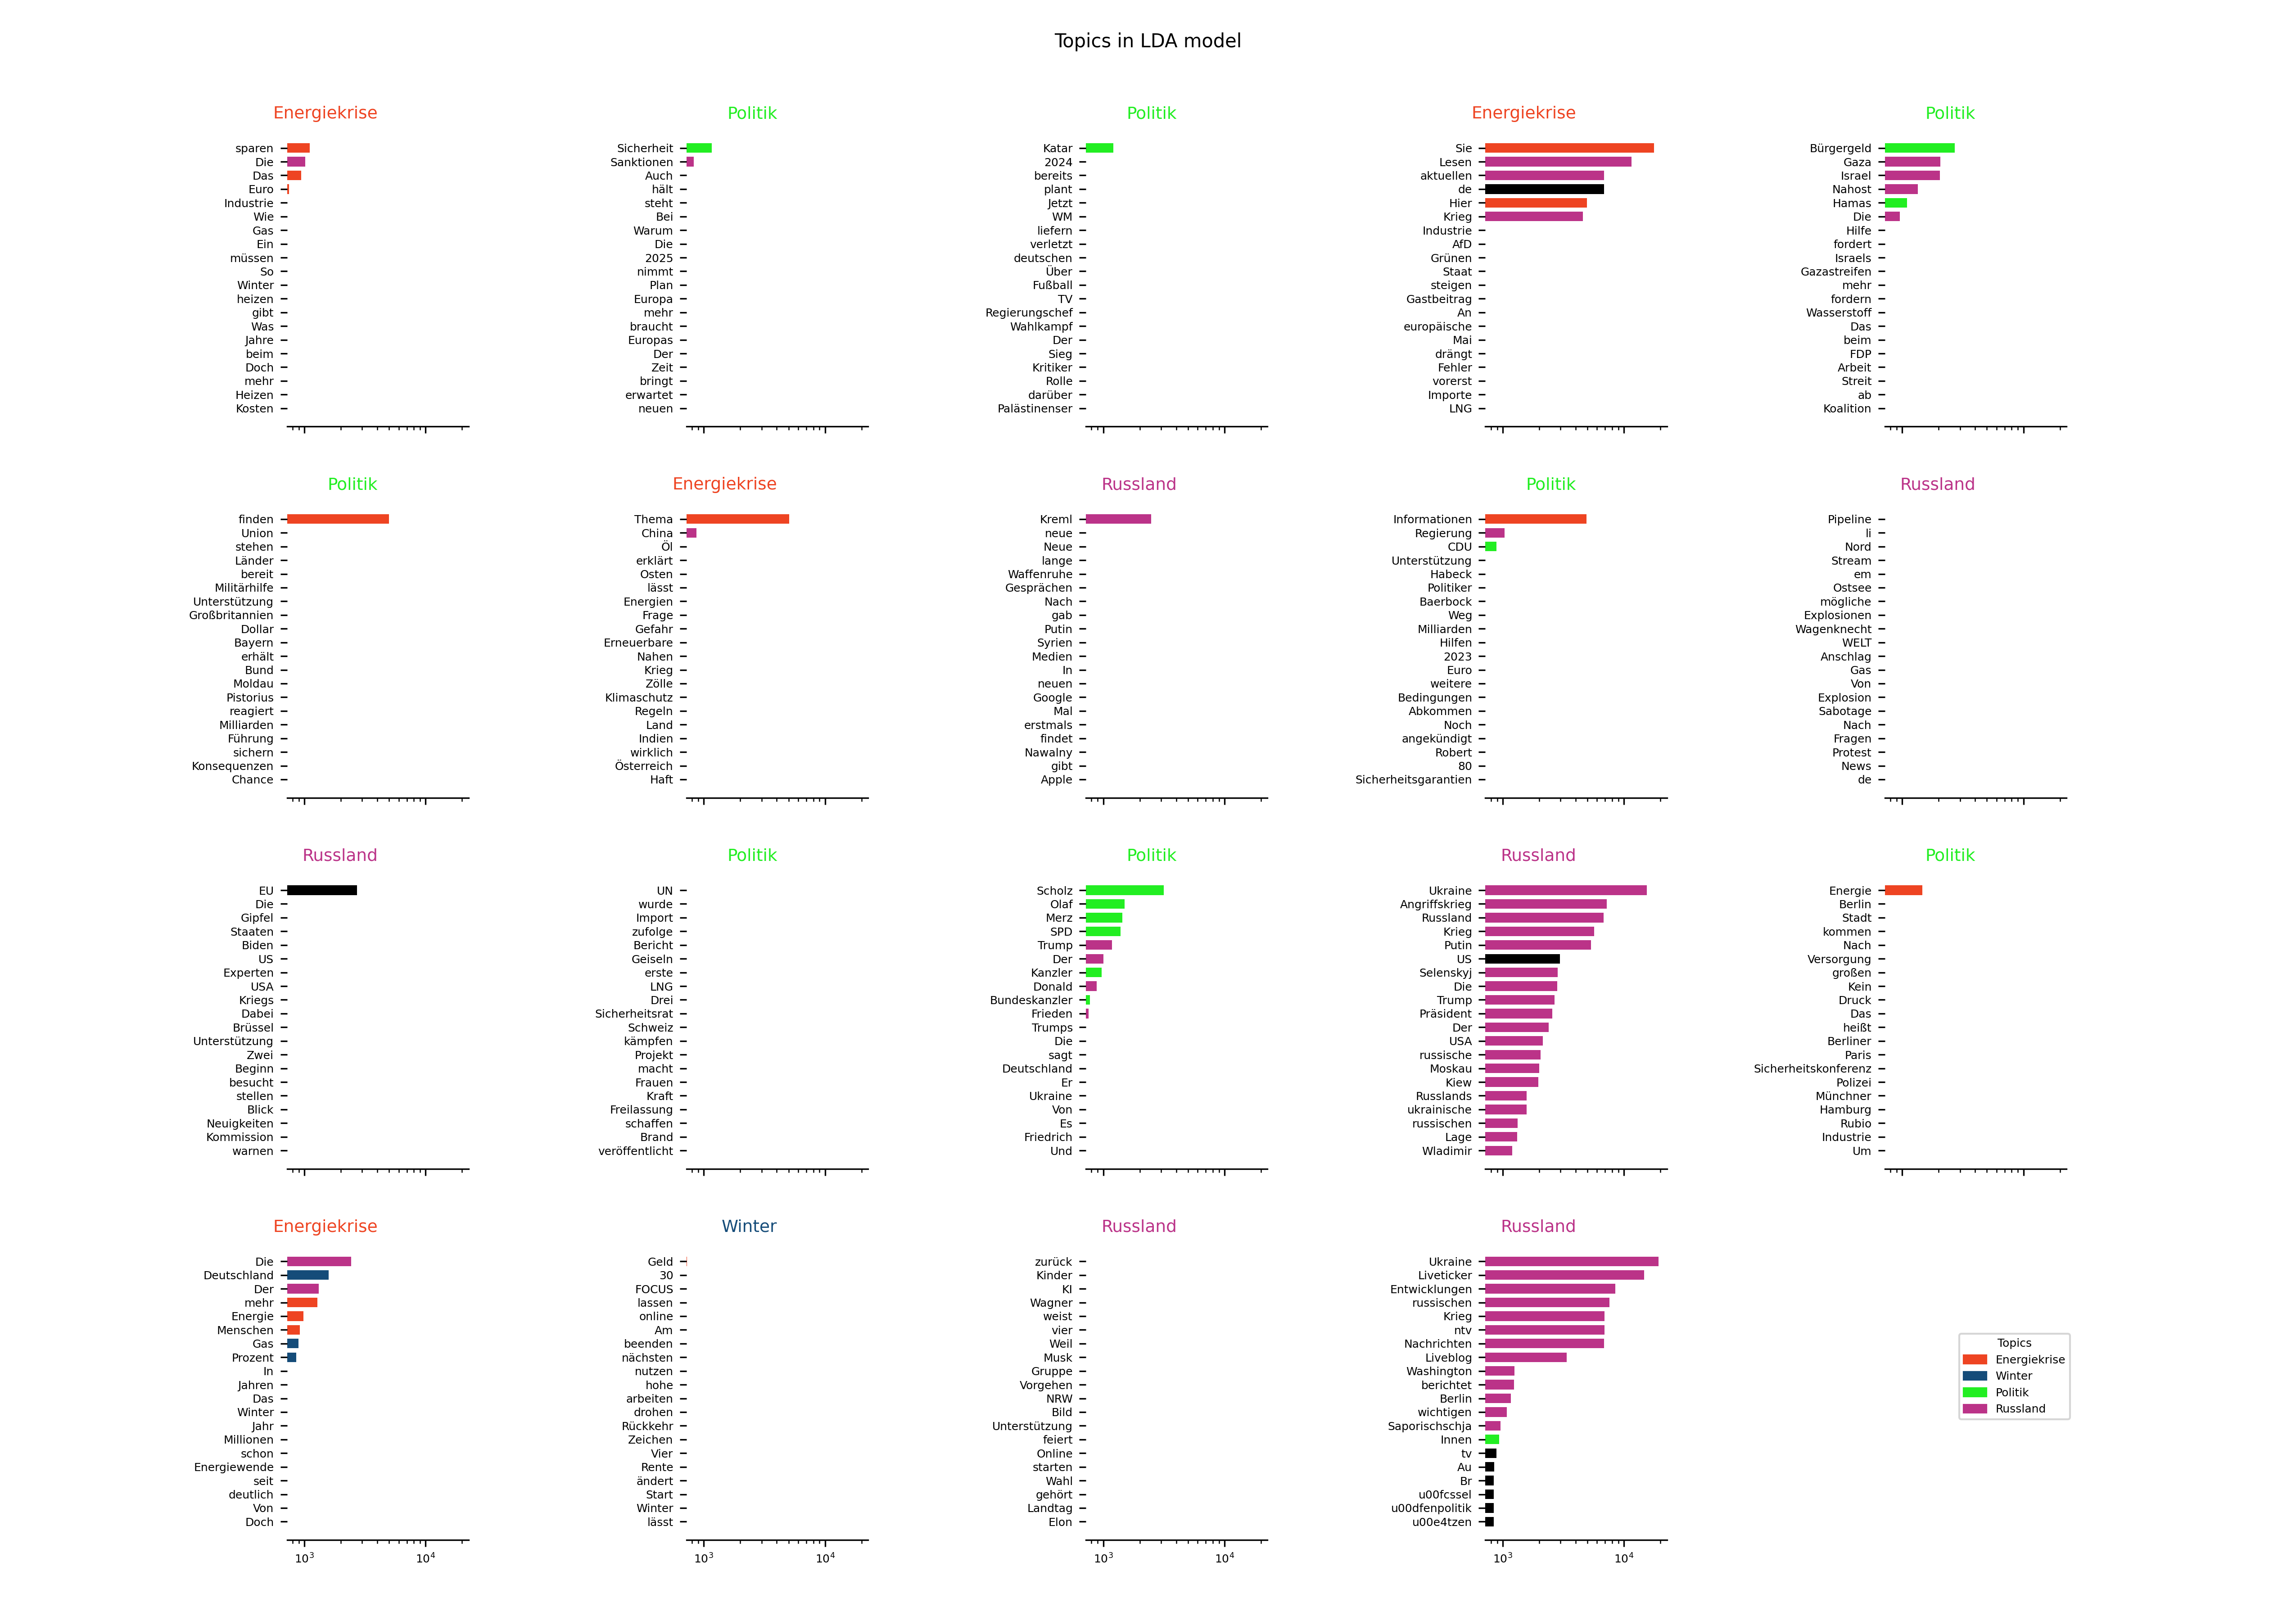 Topics in LDA model
Energiekrise
sparen
Die
Das
Euro
Industrie
Wie
Gas
Ein
müssen
So
Winter
heizen
gibt
Was
Jahre
beim
Doch
mehr
Heizen
Kosten
Politik
Sicherheit
Sanktionen
Auch
hält
steht
Bei
Warum
Die
2025
nimmt
Plan
Europa
mehr
braucht
Europas
Der
Zeit
bringt
erwartet
neuen
Politik
Katar
2024
bereits
plant
Jetzt
WM
liefern
verletzt
deutschen
Über
Fußball
TV
Regierungschef
Wahlkampf
Der
Sieg
Kritiker
Rolle
darüber
Palästinenser
Energiekrise
Sie
Lesen
aktuellen
de
Hier
Krieg
Industrie
AfD
Grünen
Staat
steigen
Gastbeitrag
An
europäische
Mai
drängt
Fehler
vorerst
Importe
LNG
Politik
Bürgergeld
Gaza
Israel
Nahost
Hamas
Die
Hilfe
fordert
Israels
Gazastreifen
mehr
fordern
Wasserstoff
Das
beim
FDP
Arbeit
Streit
ab
Koalition
Politik
finden
Union
stehen
Länder
bereit
Militärhilfe
Unterstützung
Großbritannien
Dollar
Bayern
erhält
Bund
Moldau
Pistorius
reagiert
Milliarden
Führung
sichern
Konsequenzen
Chance
Energiekrise
Thema
China
Öl
erklärt
Osten
lässt
Energien
Frage
Gefahr
Erneuerbare
Nahen
Krieg
Zölle
Klimaschutz
Regeln
Land
Indien
wirklich
Österreich
Haft
Russland
Kreml
neue
Neue
lange
Waffenruhe
Gesprächen
Nach
gab
Putin
Syrien
Medien
In
neuen
Google
Mal
erstmals
findet
Nawalny
gibt
Apple
Politik
Informationen
Regierung
CDU
Unterstützung
Habeck
Politiker
Baerbock
Weg
Milliarden
Hilfen
2023
Euro
weitere
Bedingungen
Abkommen
Noch
angekündigt
Robert
80
Sicherheitsgarantien
Russland
Pipeline
li
Nord
Stream
em
Ostsee
mögliche
Explosionen
Wagenknecht
WELT
Anschlag
Gas
Von
Explosion
Sabotage
Nach
Fragen
Protest
News
de
Russland
EU
Die
Gipfel
Staaten
Biden
US
Experten
USA
Kriegs
Dabei
Brüssel
Unterstützung
Zwei
Beginn
besucht
stellen
Blick
Neuigkeiten
Kommission
warnen
Politik
UN
wurde
Import
zufolge
Bericht
Geiseln
erste
LNG
Drei
Sicherheitsrat
Schweiz
kämpfen
Projekt
macht
Frauen
Kraft
Freilassung
schaffen
Brand
veröffentlicht
Politik
Scholz
Olaf
Merz
SPD
Trump
Der
Kanzler
Donald
Bundeskanzler
Frieden
Trumps
Die
sagt
Deutschland
Er
Ukraine
Von
Es
Friedrich
Und
Russland
Ukraine
Angriffskrieg
Russland
Krieg
Putin
US
Selenskyj
Die
Trump
Präsident
Der
USA
russische
Moskau
Kiew
Russlands
ukrainische
russischen
Lage
Wladimir
Politik
Energie
Berlin
Stadt
kommen
Nach
Versorgung
großen
Kein
Druck
Das
heißt
Berliner
Paris
Sicherheitskonferenz
Polizei
Münchner
Hamburg
Rubio
Industrie
Um
Energiekrise
Die
Deutschland
Der
mehr
Energie
Menschen
Gas
Prozent
In
Jahren
Das
Winter
Jahr
Millionen
schon
Energiewende
seit
deutlich
Von
Doch
10³ 10⁴
Winter
Geld
30
FOCUS
lassen
online
Am
beenden
nächsten
nutzen
hohe
arbeiten
drohen
Rückkehr
Zeichen
Vier
Rente
ändert
Start
Winter
lässt
10³ 10⁴
Russland
zurück
Kinder
KI
Wagner
weist
vier
Weil
Musk
Gruppe
Vorgehen
NRW
Bild
Unterstützung
feiert
Online
starten
Wahl
gehört
Landtag
Elon
10³ 10⁴
Russland
Ukraine
Liveticker
Entwicklungen
russischen
Krieg
ntv
Nachrichten
Liveblog
Washington
berichtet
Berlin
wichtigen
Saporischschja
Innen
tv
Au
Br
u00fcssel
u00dfenpolitik
u00e4tzen
10³ 10⁴
Topics
Energiekrise
Winter
Politik
Russland